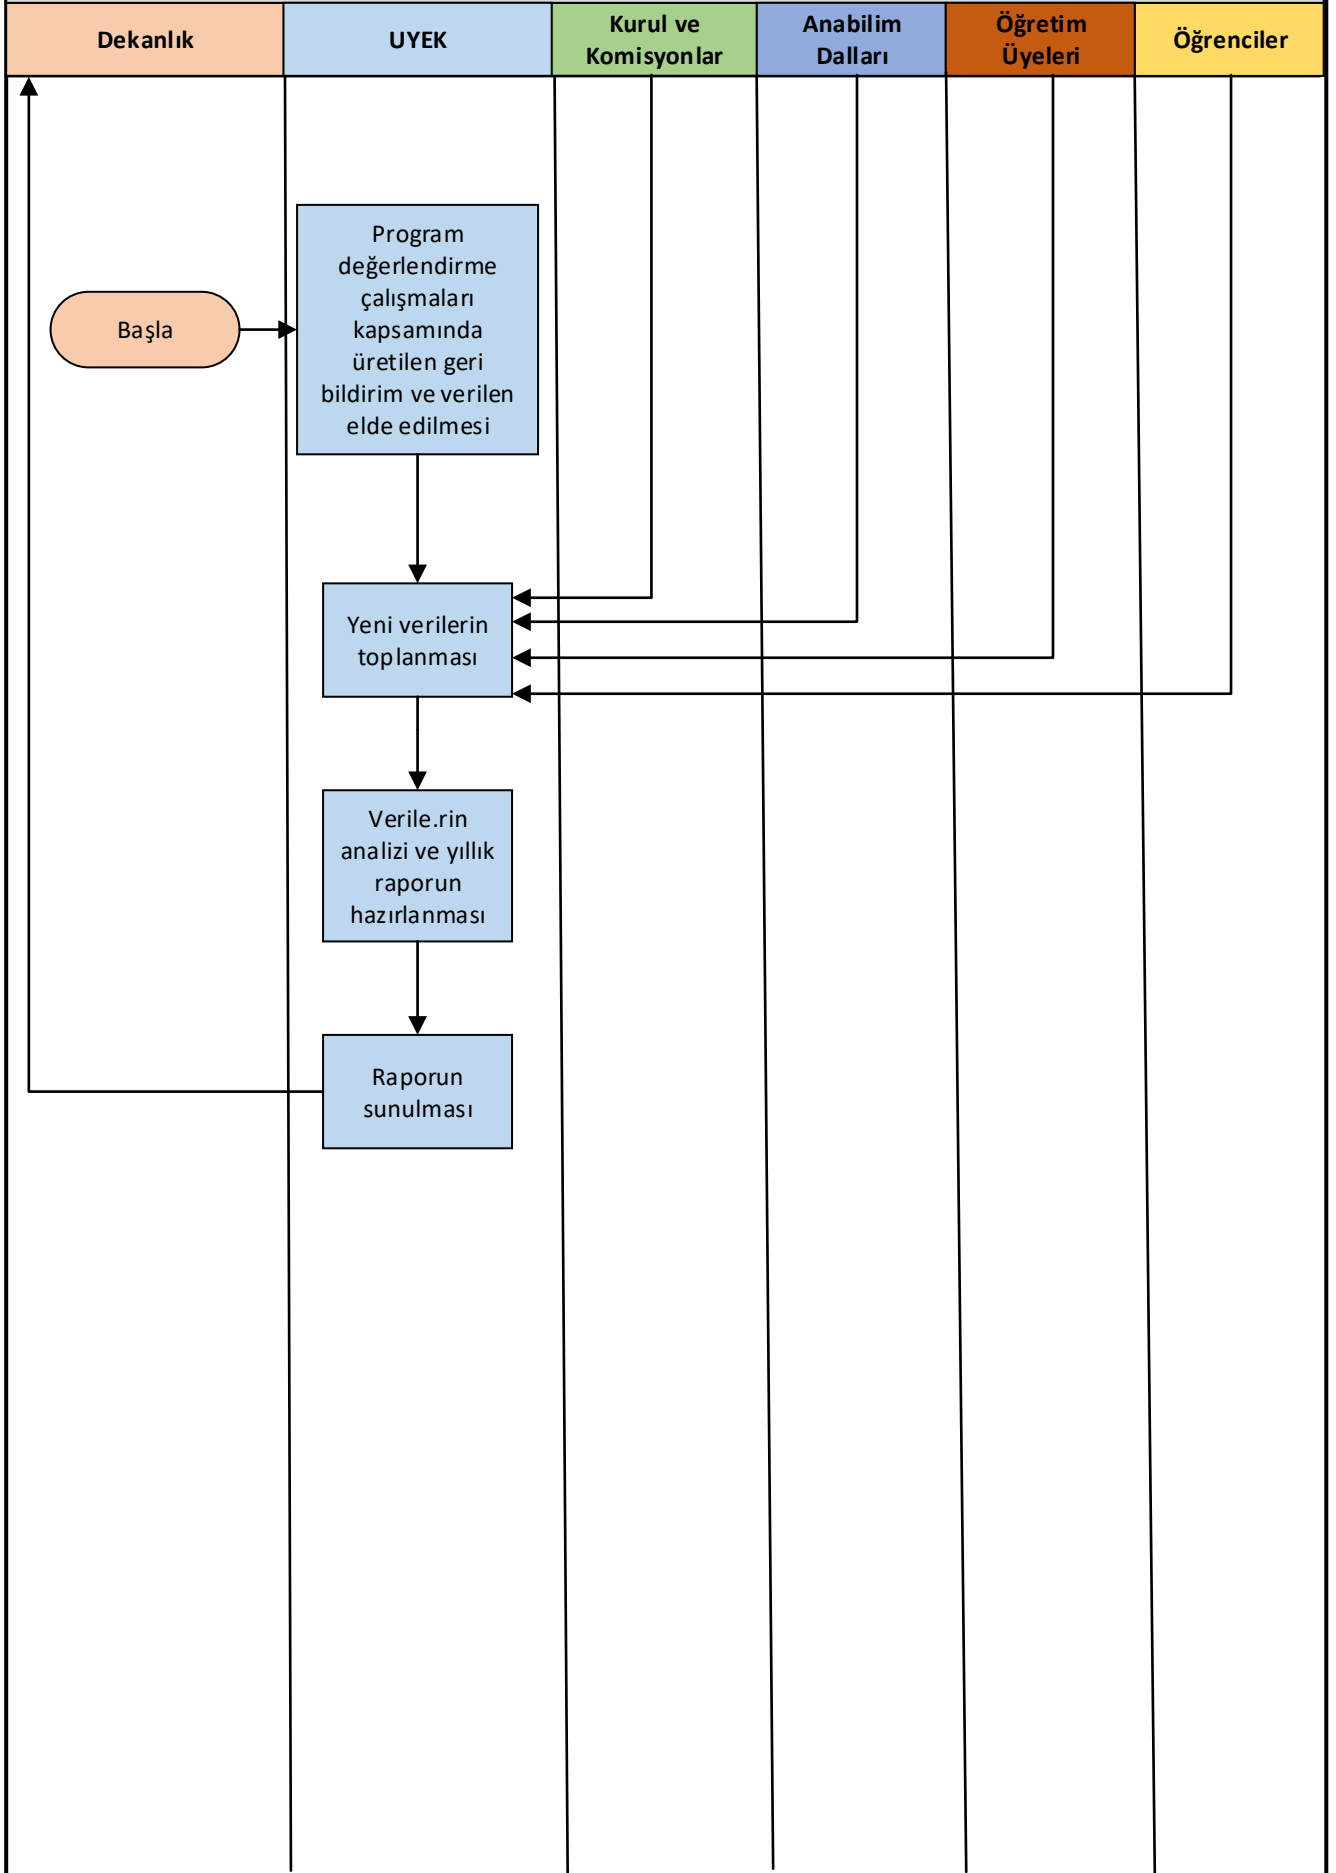 Dekanlık
UYEK
Kurul ve
Komisyonlar
Anabilim
Dalları
Öğretim
Üyeleri
Öğrenciler
Başla
Program
değerlendirme
çalışmaları
kapsamında
üretilen geri
bildirim ve verilen
elde edilmesi
Yeni verilerin
toplanması
Verile.rin
analizi ve yıllık
raporun
hazırlanması
Raporun
sunulması